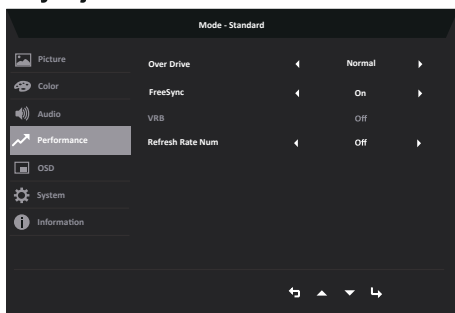 Mode - Standard
Picture
Over Drive Normal
Color
FreeSync On
Audio
VRB Off
Performance
Refresh Rate Num Off
OSD
System
Information